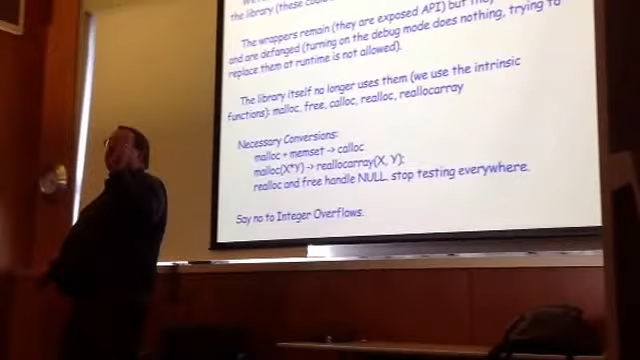 the library (these could
The wrappers remain (they are exposed API) but they
and are defanged (turning on the debug mode does nothing, trying to
replace them at runtime is not allowed).
The library itself no longer uses them (we use the intrinsic
functions): malloc, free, calloc, realloc, reallocarray
Necessary Conversions:
malloc + memset -> calloc
malloc(X*Y) -> reallocarray(X, Y);
realloc and free handle NULL. stop testing everywhere.
Say no to Integer Overflows.